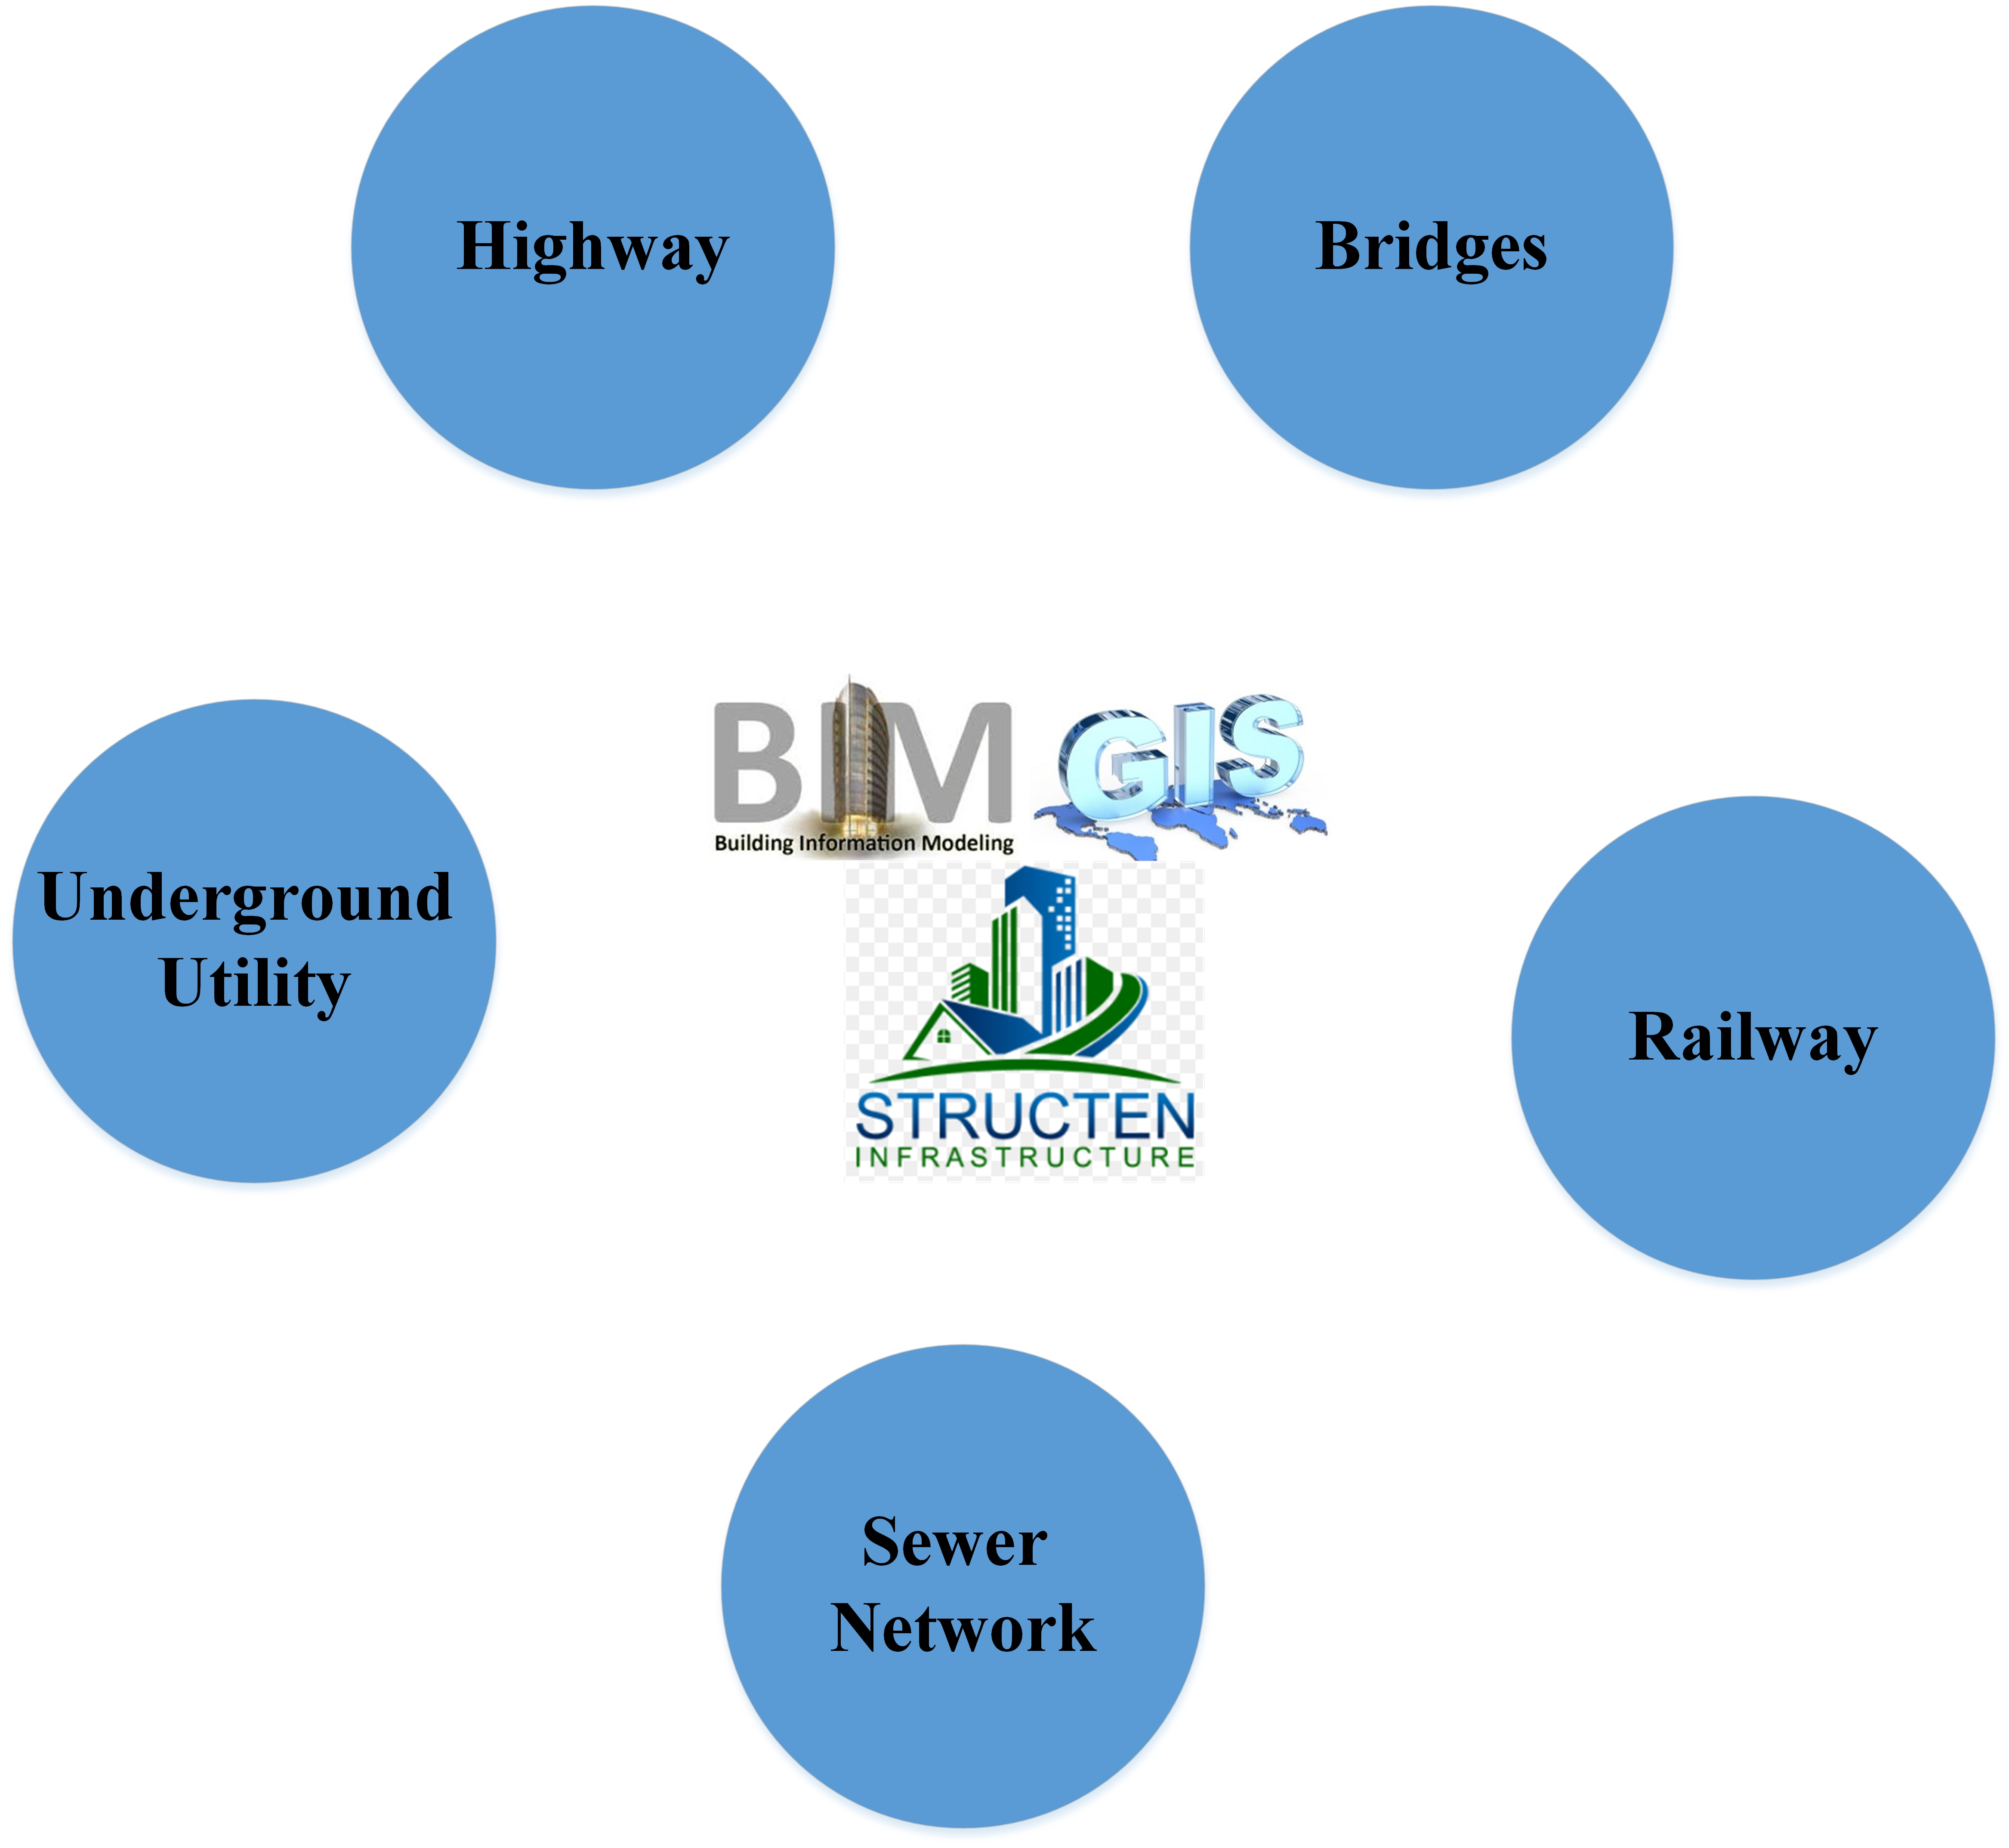 Highway
Bridges
BIM
Building Information Modeling
GIS
Underground
Utility
Railway
STRUCTEN
INFRASTRUCTURE
Sewer
Network